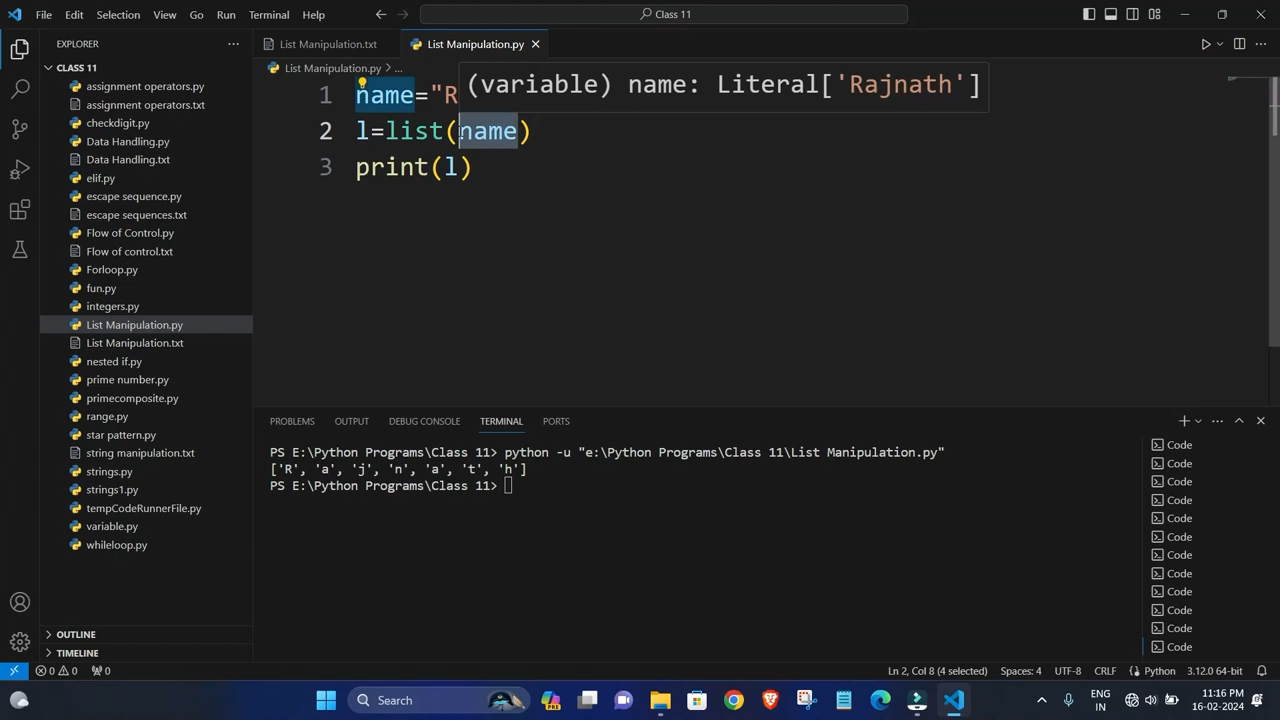 File Edit Selection View Go Run Terminal Help
Class 11
EXPLORER
CLASS 11
assignment operators.py
assignment operators.txt
checkdigit.py
Data Handling.py
Data Handling.txt
elif.py
escape sequence.py
escape sequences.txt
Flow of Control.py
Flow of control.txt
Forloop.py
fun.py
integers.py
List Manipulation.py
List Manipulation.txt
nested if.py
prime number.py
primecomposite.py
range.py
star pattern.py
string manipulation.txt
strings.py
strings1.py
tempCodeRunnerFile.py
variable.py
whileloop.py
OUTLINE
TIMELINE
List Manipulation.txt
List Manipulation.py
List Manipulation.py > ...
(variable) name: Literal['Rajnath']
1 name="R
2 l=list(name)
3 print(l)
PROBLEMS OUTPUT DEBUG CONSOLE TERMINAL PORTS
PS E:\Python Programs\Class 11> python -u "e:\Python Programs\Class 11\List Manipulation.py"
['R', 'a', 'j', 'n', 'a', 't', 'h']
PS E:\Python Programs\Class 11>
Code
Code
Code
Code
Code
Code
Code
Code
Code
Code
Code
Code
0 0 0
Ln 2, Col 8 (4 selected) Spaces: 4 UTF-8 CRLF Python 3.12.0 64-bit
Search
PRE
ENG
IN
11:16 PM
16-02-2024